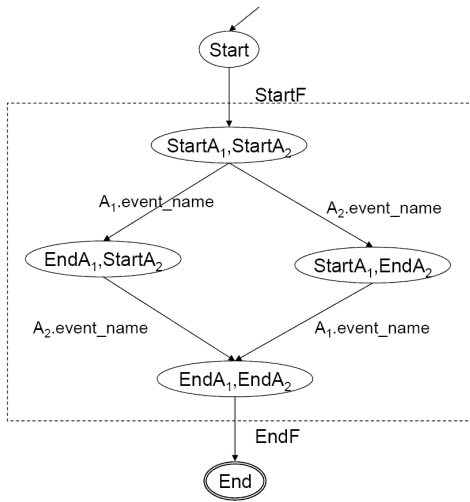 Start
StartF
StartA₁,StartA₂
A₁.event_name
A₂.event_name
EndA₁,StartA₂
StartA₁,EndA₂
A₂.event_name
A₁.event_name
EndA₁,EndA₂
EndF
End